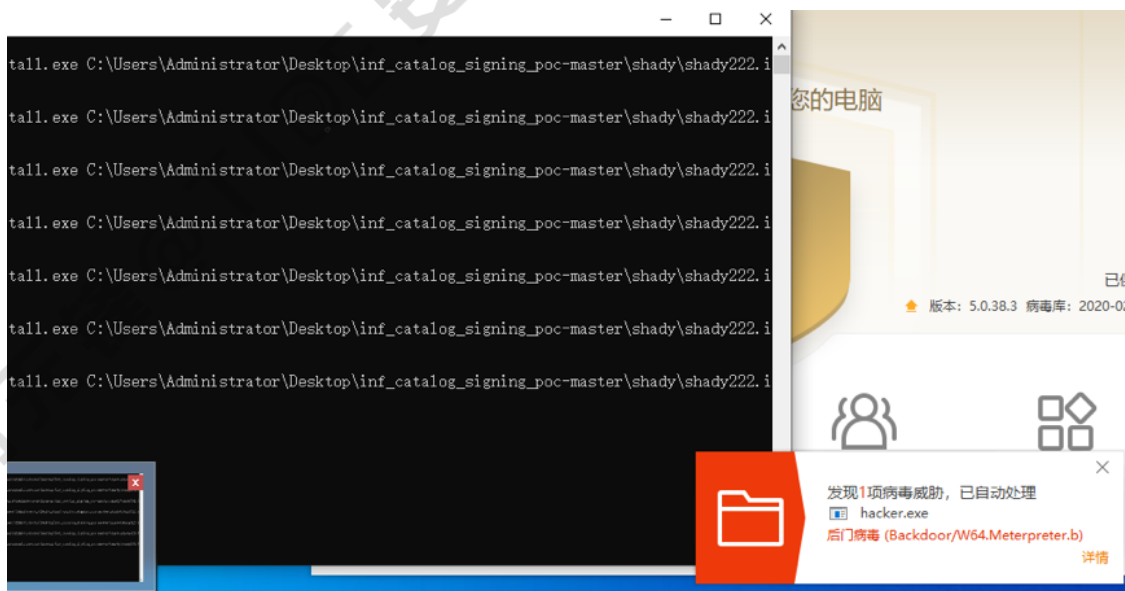 tall.exe C:\Users\Administrator\Desktop\inf_catalog_signing_poc-master\shady\shady222.i
tall.exe C:\Users\Administrator\Desktop\inf_catalog_signing_poc-master\shady\shady222.i
tall.exe C:\Users\Administrator\Desktop\inf_catalog_signing_poc-master\shady\shady222.i
tall.exe C:\Users\Administrator\Desktop\inf_catalog_signing_poc-master\shady\shady222.i
tall.exe C:\Users\Administrator\Desktop\inf_catalog_signing_poc-master\shady\shady222.i
tall.exe C:\Users\Administrator\Desktop\inf_catalog_signing_poc-master\shady\shady222.i
tall.exe C:\Users\Administrator\Desktop\inf_catalog_signing_poc-master\shady\shady222.i
您的电脑
版本：5.0.38.3 病毒库：2020-02
发现1项病毒威胁，已自动处理
hacker.exe
后门病毒 (Backdoor/W64.Meterpreter.b)
详情